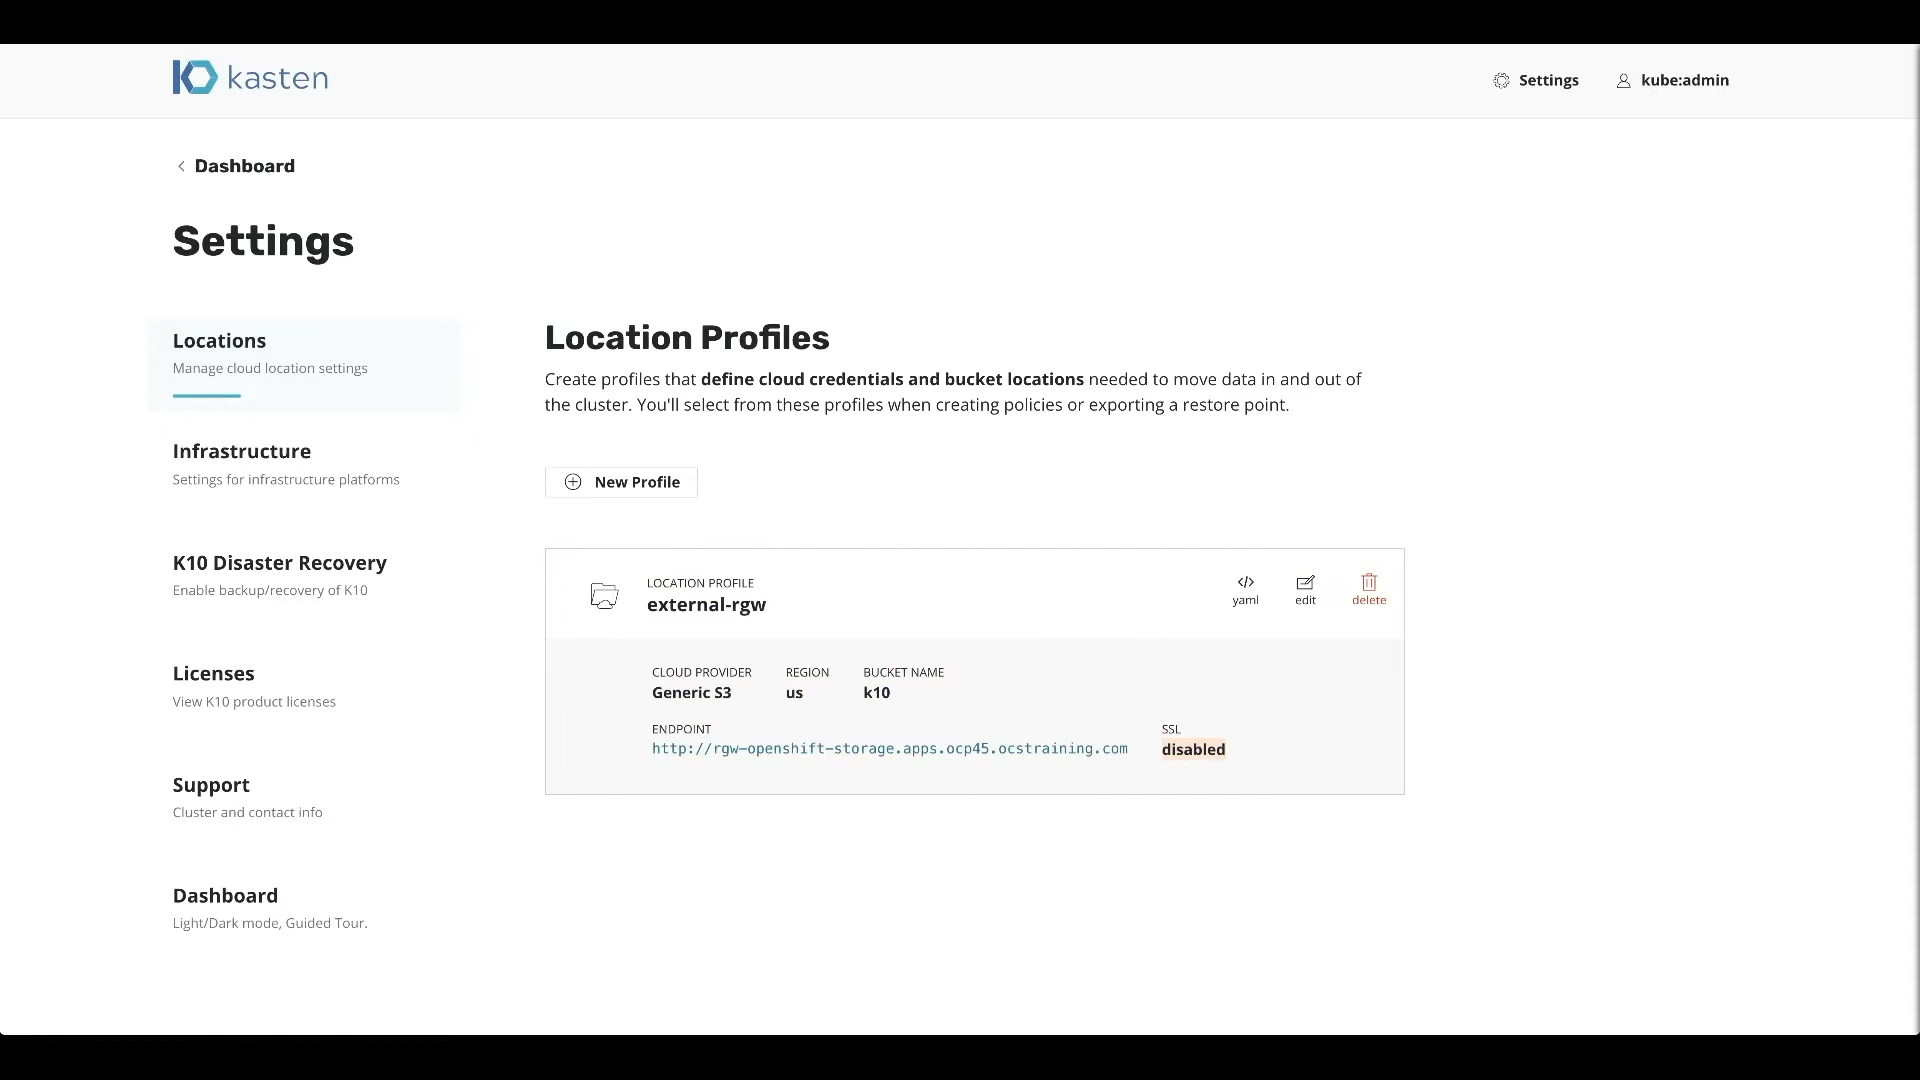 kasten
Settings
kube:admin
Dashboard
Settings
Locations
Manage cloud location settings
Infrastructure
Settings for infrastructure platforms
K10 Disaster Recovery
Enable backup/recovery of K10
Licenses
View K10 product licenses
Support
Cluster and contact info
Dashboard
Light/Dark mode, Guided Tour.
Location Profiles
Create profiles that define cloud credentials and bucket locations needed to move data in and out of
the cluster. You'll select from these profiles when creating policies or exporting a restore point.
New Profile
LOCATION PROFILE
external-rgw
yaml
edit
delete
CLOUD PROVIDER
Generic S3
REGION
us
BUCKET NAME
k10
ENDPOINT
http://rgw-openshift-storage.apps.ocp45.ocstraining.com
SSL
disabled